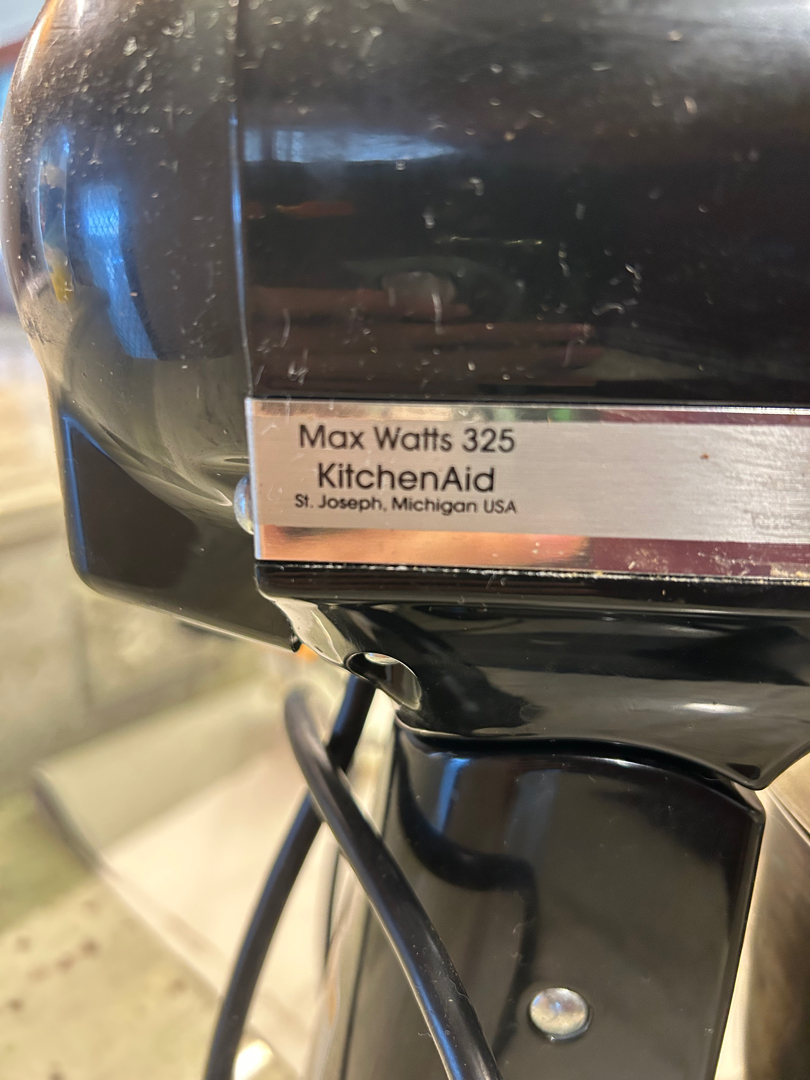 Max Watts 325
KitchenAid
St. Joseph, Michigan USA